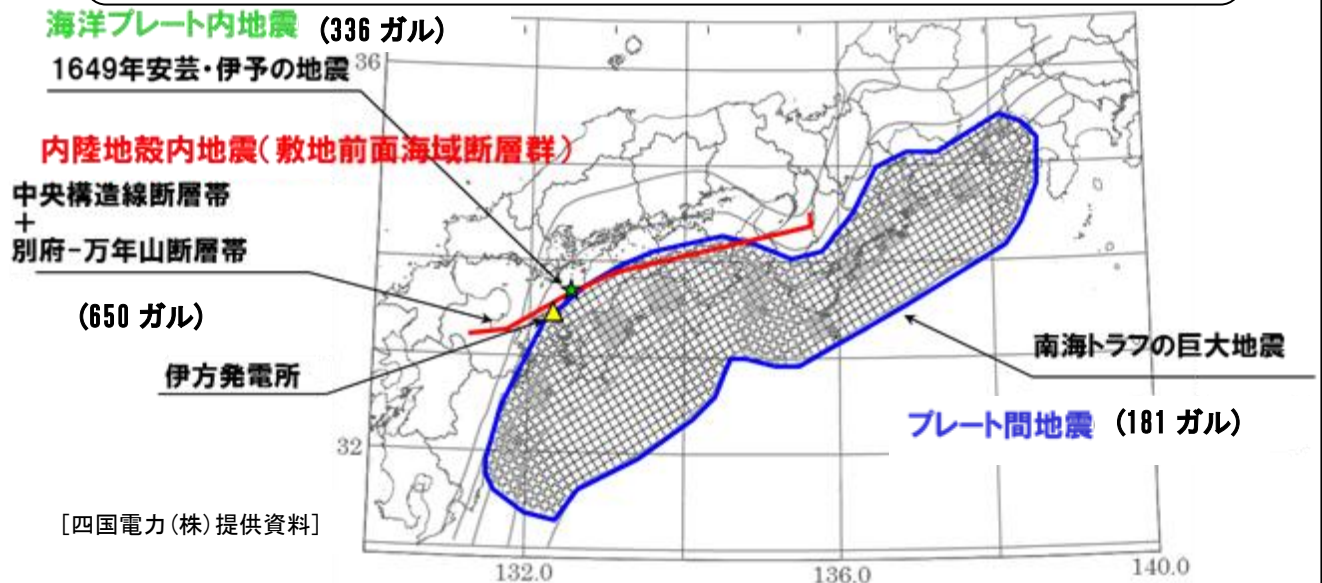 海洋プレート内地震 (336 ガル)
1649年安芸・伊予の地震
36
内陸地殻内地震(敷地前面海域断層群)
中央構造線断層帯
+
別府-万年山断層帯
(650 ガル)
伊方発電所
南海トラフの巨大地震
プレート間地震 (181 ガル)
32
[四国電力(株)提供資料]
132.0
136.0
140.0